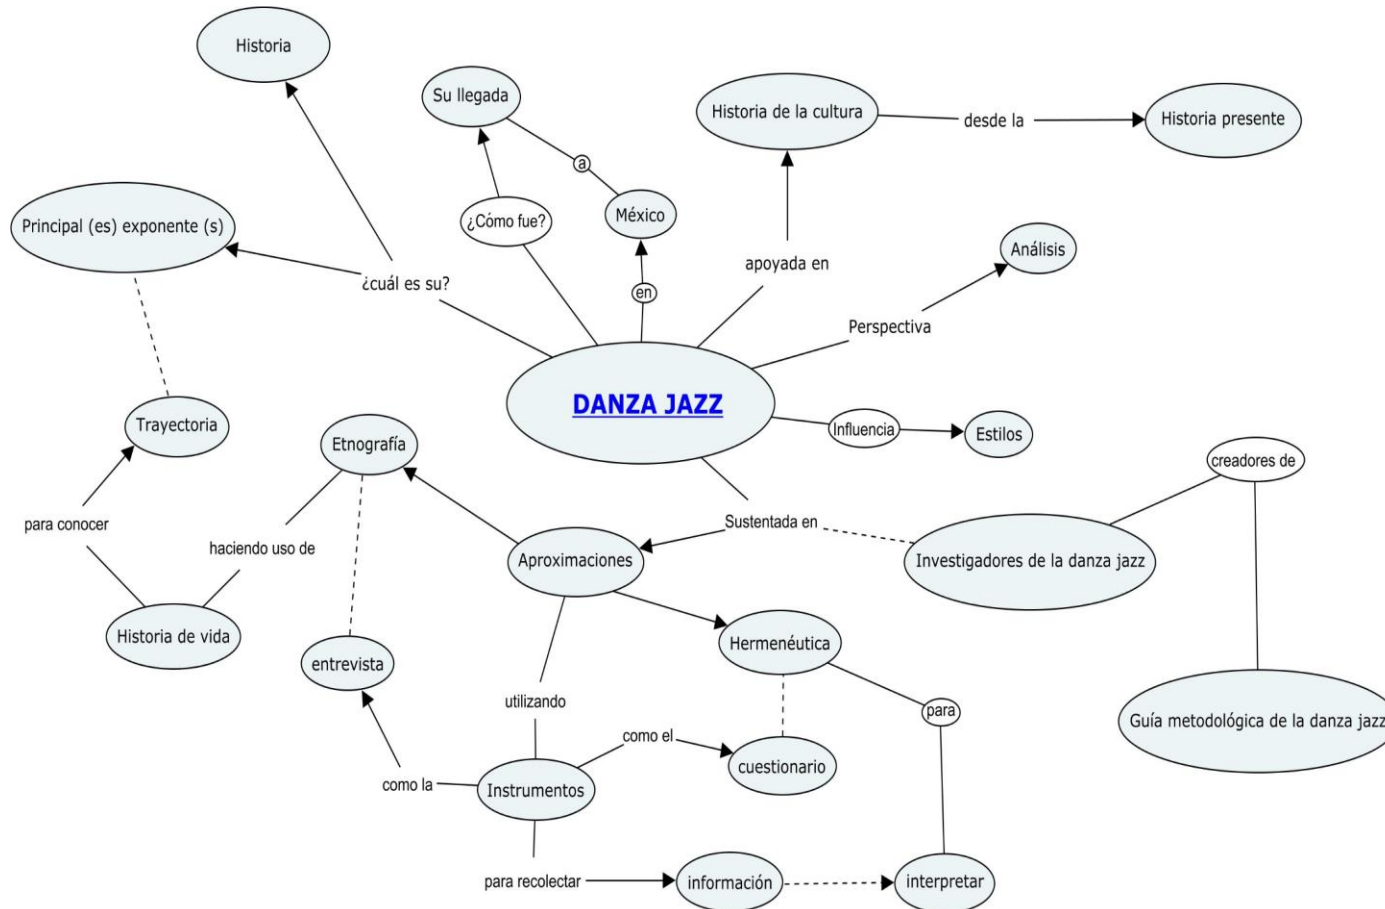 Historia
Su llegada
Historia de la cultura
desde la
Historia presente
a
¿Cómo fue?
México
Principal (es) exponente (s)
Análisis
¿cuál es su?
en
apoyada en
Perspectiva
DANZA JAZZ
Trayectoria
Etnografía
Influencia
Estilos
creadores de
para conocer
haciendo uso de
Sustentada en
Aproximaciones
Investigadores de la danza jazz
Historia de vida
entrevista
Hermenéutica
utilizando
para
Guía metodológica de la danza jazz
como el
cuestionario
como la
Instrumentos
para recolectar
información
interpretar